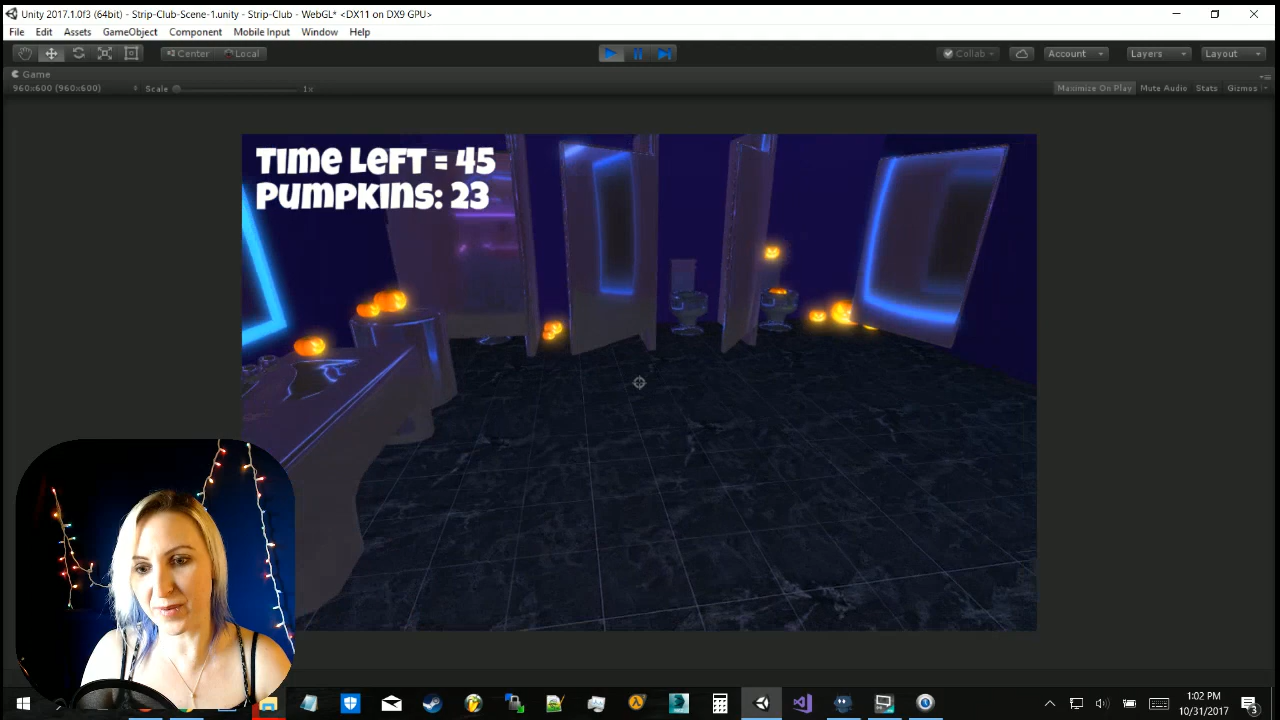 Unity 2017.1.0f3 (64bit) - Strip-Club-Scene-1.unity - Strip-Club - WebGL* <DX11 on DX9 GPU>
File Edit Assets GameObject Component Mobile Input Window Help
Center Local Collab Account Layers Layout
Game
960x600 (960x600) Scale 1x Maximize On Play Mute Audio Stats Gizmos
Time Left = 45
Pumpkins: 23
1:02 PM
10/31/2017
3